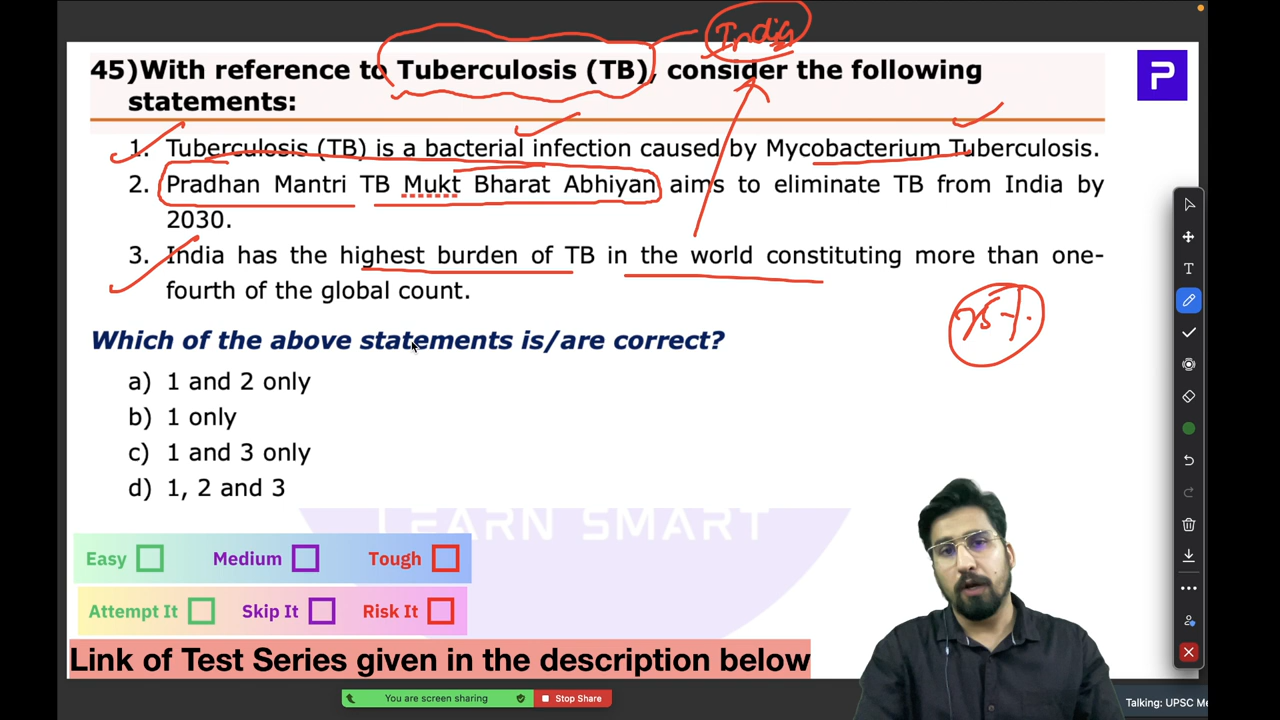 India
45)With reference to Tuberculosis (TB), consider the following
statements:
P
1. Tuberculosis (TB) is a bacterial infection caused by Mycobacterium Tuberculosis.
2. Pradhan Mantri TB Mukt Bharat Abhiyan aims to eliminate TB from India by
2030.
3. India has the highest burden of TB in the world constituting more than one-
fourth of the global count.
Which of the above statements is/are correct?
a) 1 and 2 only
b) 1 only
c) 1 and 3 only
d) 1, 2 and 3
LEARN SMART
Easy Medium Tough
Attempt It Skip It Risk It
Link of Test Series given in the description below
You are screen sharing Stop Share
Talking: UPSC Me